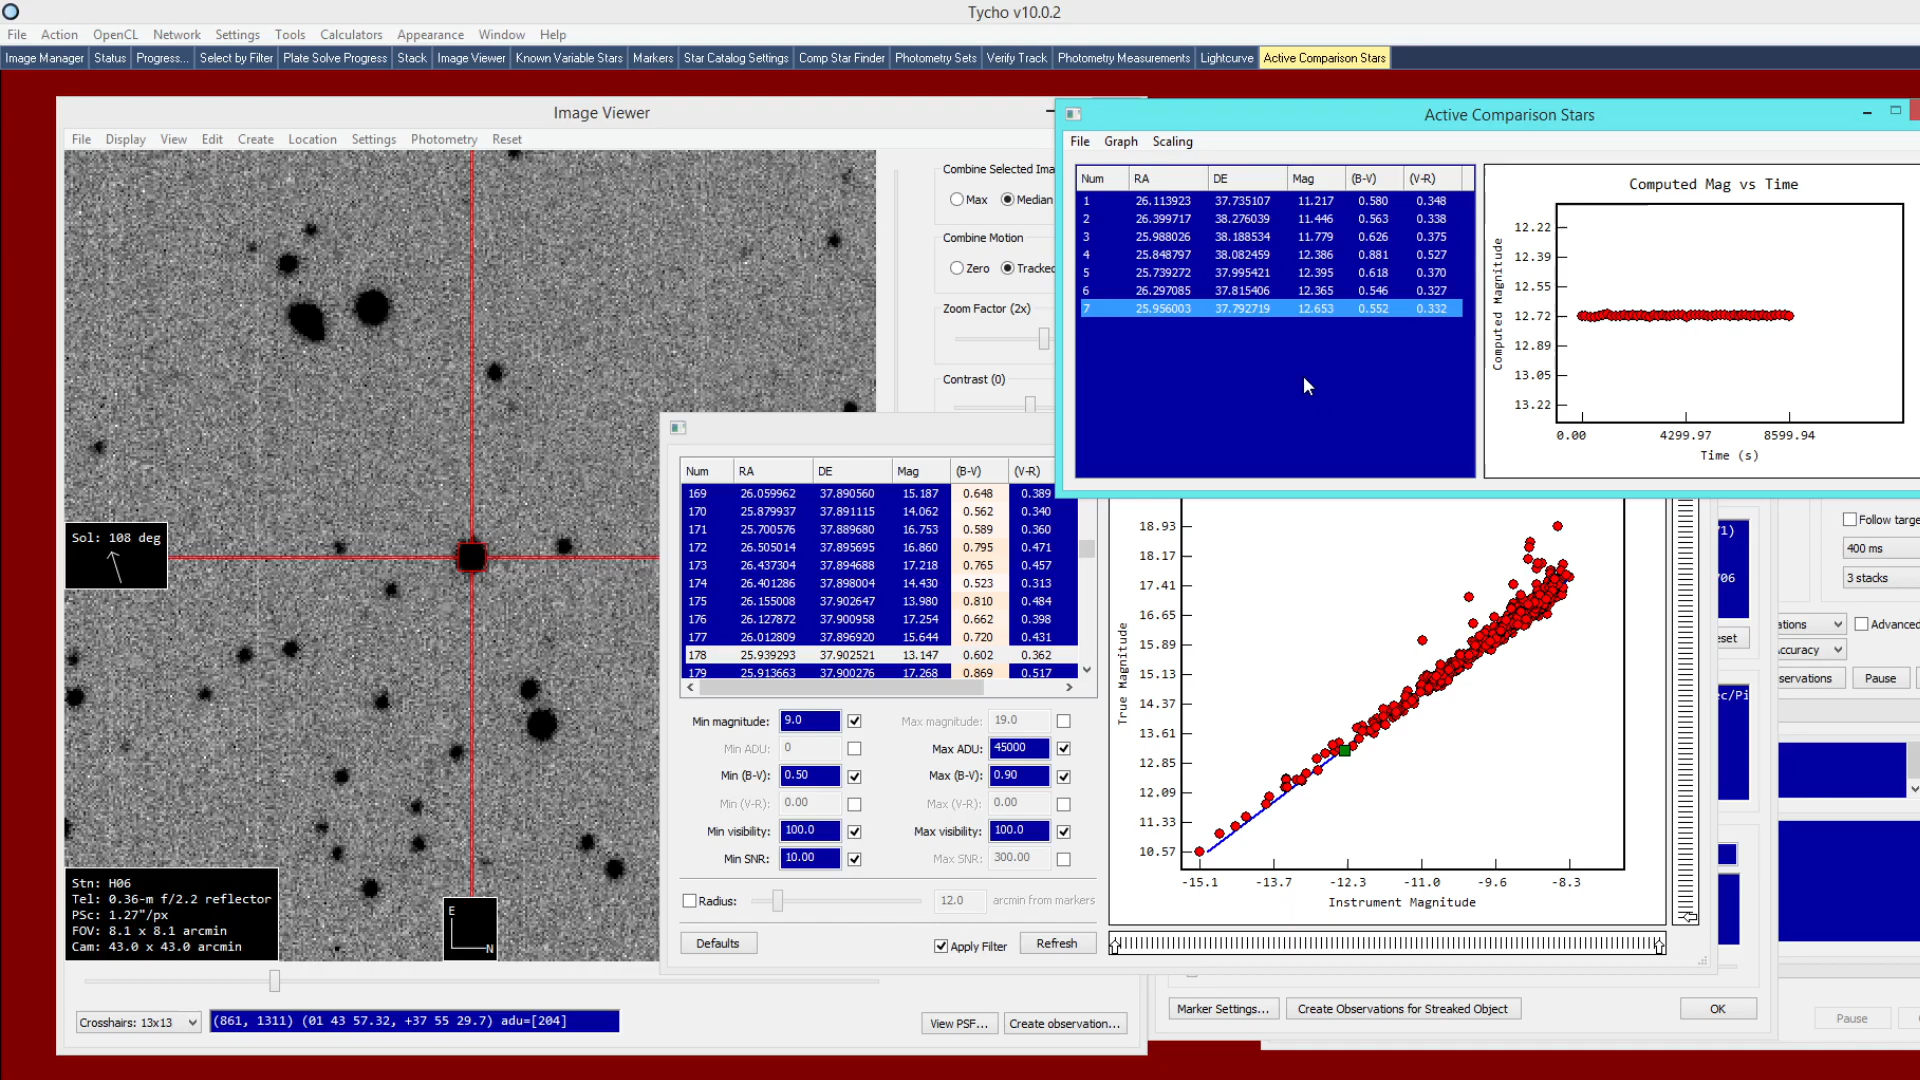 Tycho v10.0.2
File Action OpenCL Network Settings Tools Calculators Appearance Window Help
Image Manager Status Progress... Select by Filter Plate Solve Progress Stack Image Viewer Known Variable Stars Markers Star Catalog Settings Comp Star Finder Photometry Sets Verify Track Photometry Measurements Lightcurve Active Comparison Stars
Image Viewer
File Display View Edit Create Location Settings Photometry Reset
Combine Selected Ima
Max Median
Combine Motion
Zero Tracked
Zoom Factor (2x)
Contrast (0)
Sol: 108 deg
Stn: H06
Tel: 0.36-m f/2.2 reflector
PSc: 1.27"/px
FOV: 8.1 x 8.1 arcmin
Cam: 43.0 x 43.0 arcmin
E
N
Crosshairs: 13x13
(861, 1311) (01 43 57.32, +37 55 29.7) adu=[204]
View PSF... Create observation...
Active Comparison Stars
File Graph Scaling
Num RA DE Mag (B-V) (V-R)
1 26.113923 37.735107 11.217 0.580 0.348
2 26.399717 38.276039 11.446 0.563 0.338
3 25.988026 38.188534 11.779 0.626 0.375
4 25.848797 38.082459 12.386 0.881 0.527
5 25.739272 37.995421 12.395 0.618 0.370
6 26.297085 37.815406 12.365 0.546 0.327
7 25.956003 37.792719 12.653 0.552 0.332
Computed Mag vs Time
Computed Magnitude
12.22
12.39
12.55
12.72
12.89
13.05
13.22
0.00 4299.97 8599.94
Time (s)
Num RA DE Mag (B-V) (V-R)
169 26.059962 37.890560 15.187 0.648 0.389
170 25.879937 37.891115 14.062 0.562 0.340
171 25.700576 37.889680 16.753 0.589 0.360
172 26.505014 37.895695 16.860 0.795 0.471
173 26.437304 37.894688 17.218 0.765 0.457
174 26.401286 37.898004 14.430 0.523 0.313
175 26.155008 37.902647 13.980 0.810 0.484
176 26.127872 37.900958 17.254 0.662 0.398
177 26.012809 37.896920 15.644 0.720 0.431
178 25.939293 37.902521 13.147 0.602 0.362
179 25.913663 37.900276 17.268 0.869 0.517
Min magnitude: 9.0 Max magnitude: 19.0
Min ADU: 0 Max ADU: 45000
Min (B-V): 0.50 Max (B-V): 0.90
Min (V-R): 0.00 Max (V-R): 0.00
Min visibility: 100.0 Max visibility: 100.0
Min SNR: 10.00 Max SNR: 300.00
Radius: 12.0 arcmin from markers
Defaults Apply Filter Refresh
True Magnitude
18.93
18.17
17.41
16.65
15.89
15.13
14.37
13.61
12.85
12.09
11.33
10.57
-15.1 -13.7 -12.3 -11.0 -9.6 -8.3
Instrument Magnitude
Marker Settings... Create Observations for Streaked Object OK
Follow targe
400 ms
3 stacks
ations Advanced
ccuracy
servations Pause
71)
706
eset
ec/Pi
Pause